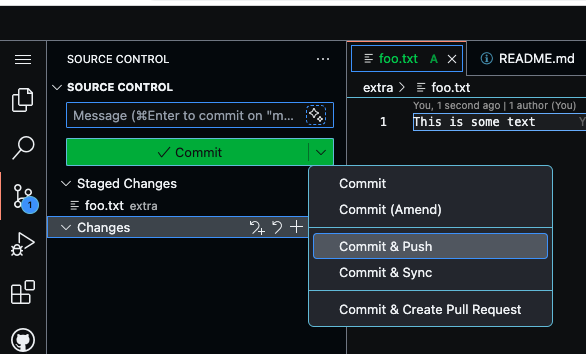 SOURCE CONTROL
foo.txt A
README.md
SOURCE CONTROL
extra > foo.txt
Message (⌘Enter to commit on "m...
You, 1 second ago | 1 author (You)
1 This is some text
Commit
Staged Changes
foo.txt extra
1
Changes
Commit
Commit (Amend)
Commit & Push
Commit & Sync
Commit & Create Pull Request